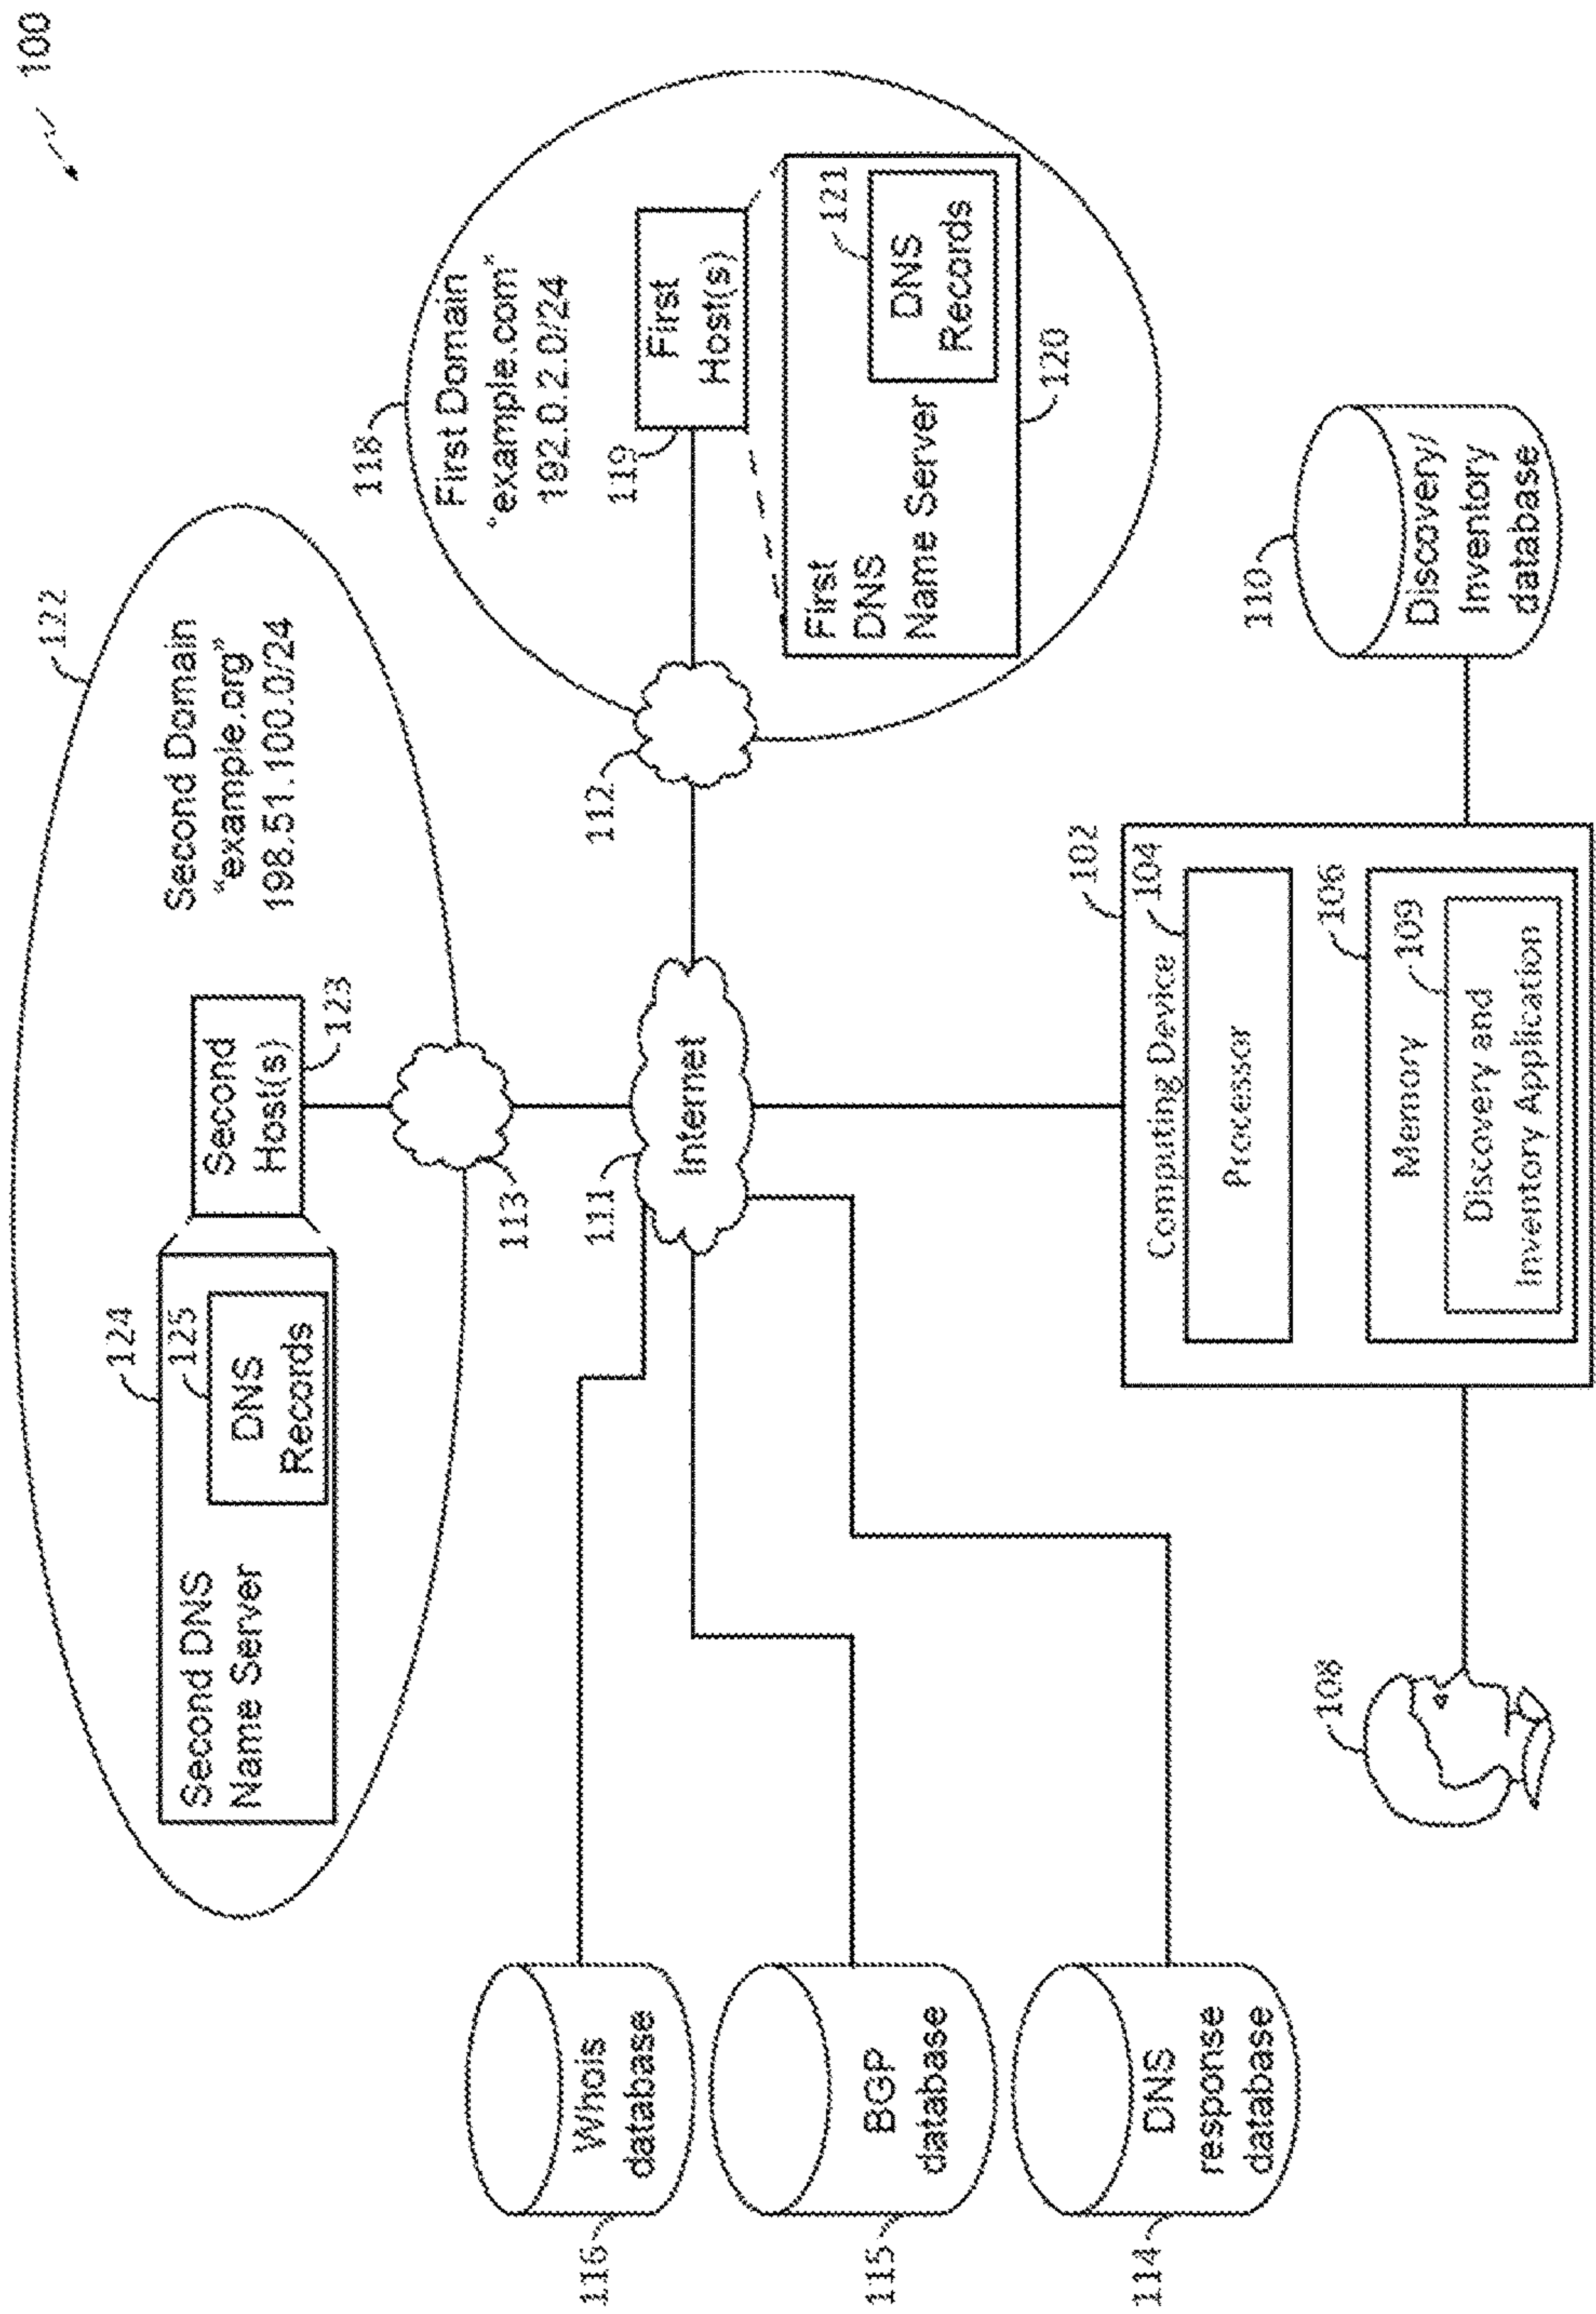 100
122
Second Domain
"example.org"
198.51.100.0/24
124
125
Second DNS
Name Server
DNS
Records
Second
Host(s)
123
113
118
First Domain
"example.com"
192.0.2.0/24
119
First
Host(s)
112
First
DNS
Name Server
121
DNS
Records
120
111
Internet
116
Whois
database
115
BGP
database
114
DNS
response
database
102
Computing Device
104
Processor
106
Memory
109
Discovery and
Inventory Application
108
110
Discovery/
Inventory
database